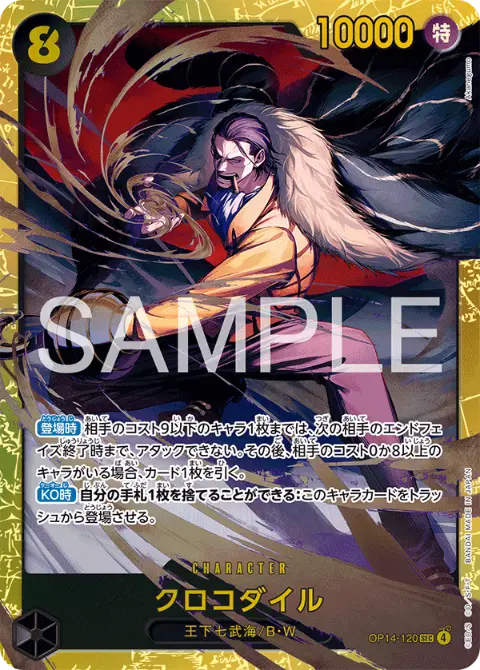 8
10000
特
Akanegumo
SAMPLE
登場時 相手のコスト9以下のキャラ1枚までは、次の相手のエンドフェ
イズ終了時まで、アタックできない。その後、相手のコスト0か8以上の
キャラがいる場合、カード1枚を引く。
KO時 自分の手札1枚を捨てることができる:このキャラカードをトラッ
シュから登場させる。
CHARACTER
クロコダイル
王下七武海/B・W
OP14-120 SEC 4
BANDAI MADE IN JAPAN